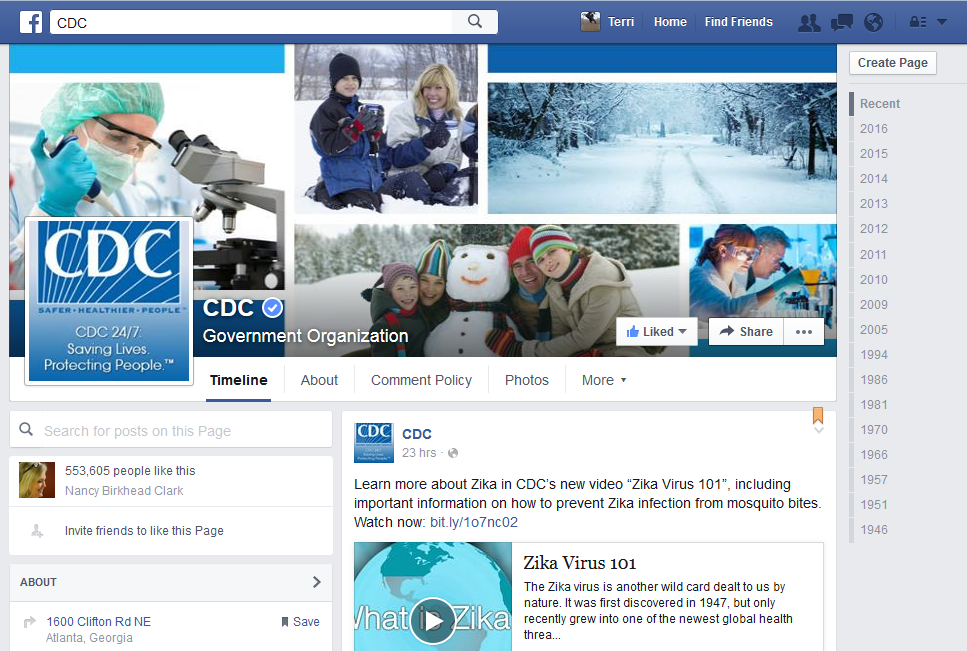 CDC
Terri
Home
Find Friends
Create Page
Recent
2016
2015
2014
2013
2012
2011
2010
2009
2005
1994
1986
1981
1970
1966
1957
1951
1946
CDC
SAFER • HEALTHIER • PEOPLE™
CDC 24/7:
Saving Lives.
Protecting People.™
CDC
Government Organization
Liked
Share
Timeline
About
Comment Policy
Photos
More
Search for posts on this Page
553,605 people like this
Nancy Birkhead Clark
Invite friends to like this Page
ABOUT
1600 Clifton Rd NE
Save
Atlanta, Georgia
CDC
CDC
23 hrs ·
Learn more about Zika in CDC's new video “Zika Virus 101”, including
important information on how to prevent Zika infection from mosquito bites.
Watch now: bit.ly/1o7nc02
What is Zika
Zika Virus 101
The Zika virus is another wild card dealt to us by
nature. It was first discovered in 1947, but only
recently grew into one of the newest global health
threa...